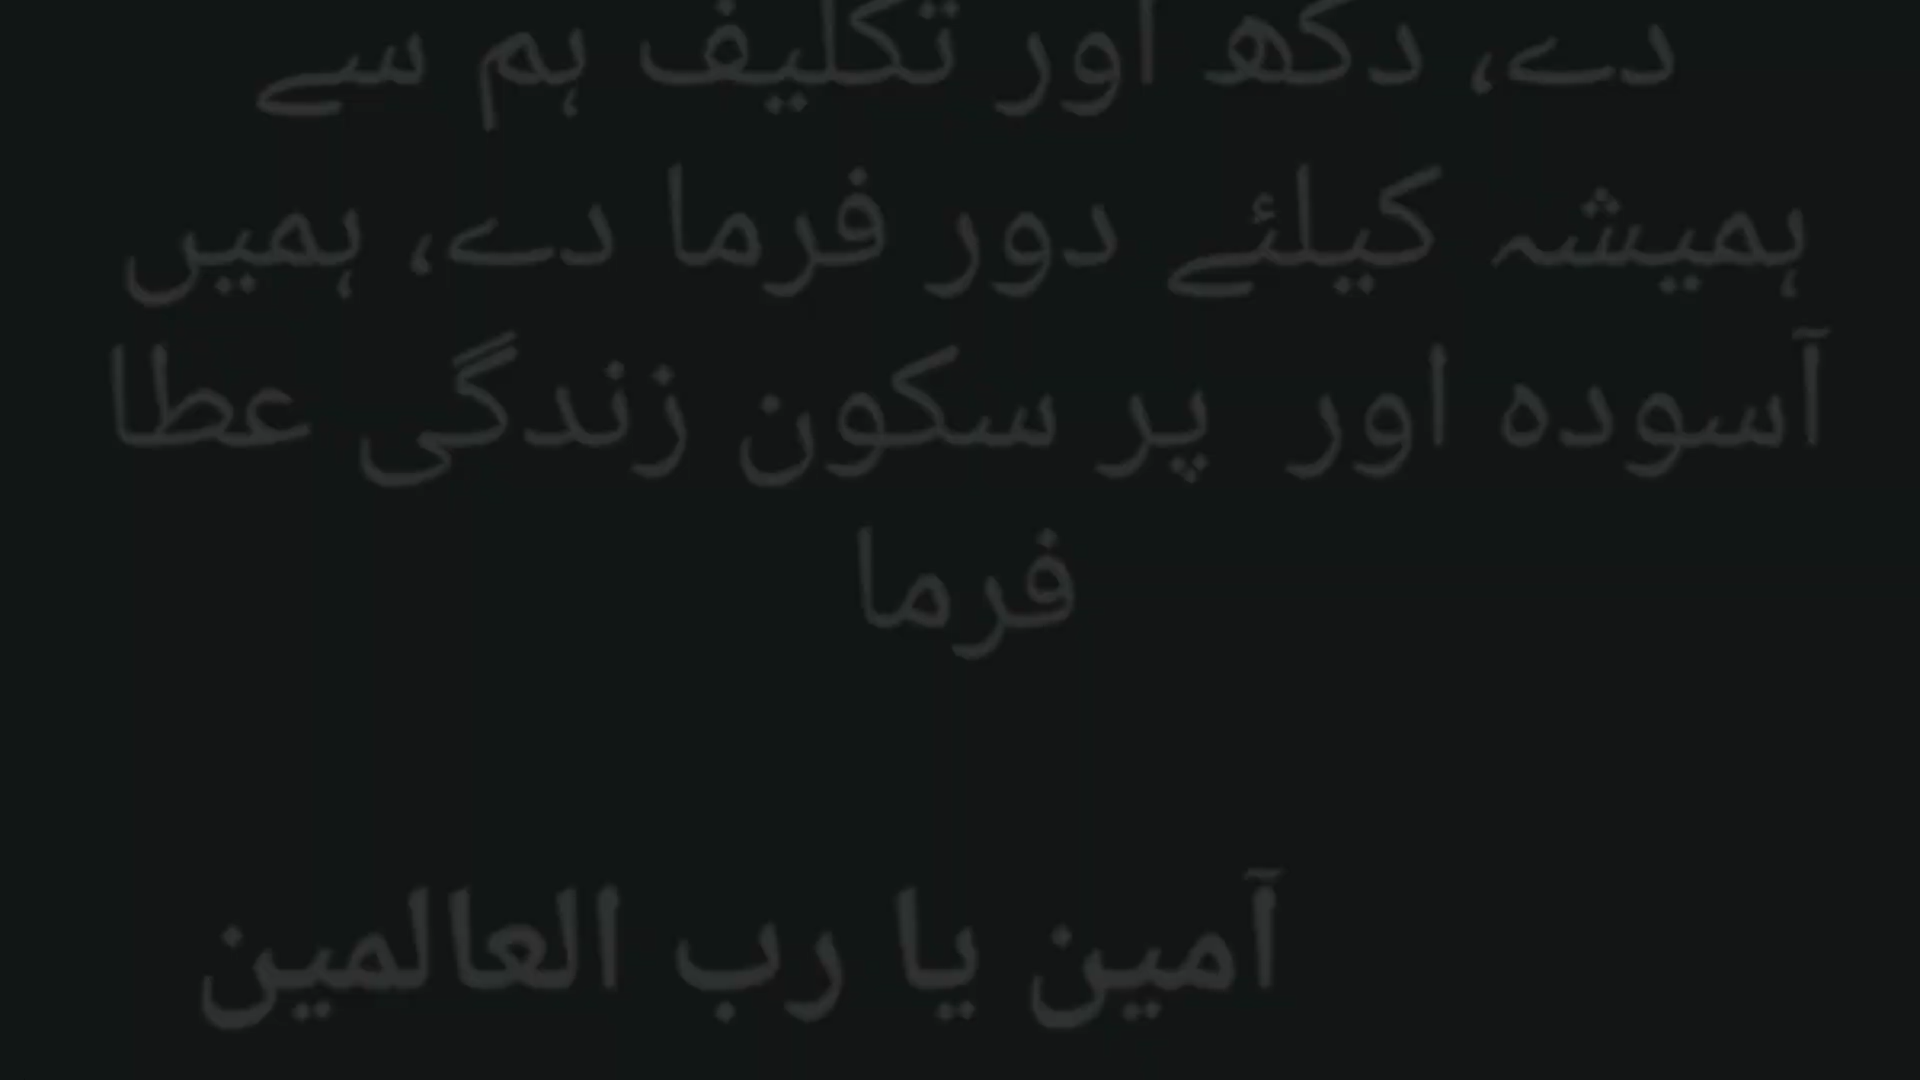 دے، دکھ اور تکلیف ہم سے
ہمیشہ کیلئے دور فرما دے، ہمیں
آسودہ اور پر سکون زندگی عطا
فرما
آمین یا رب العالمین